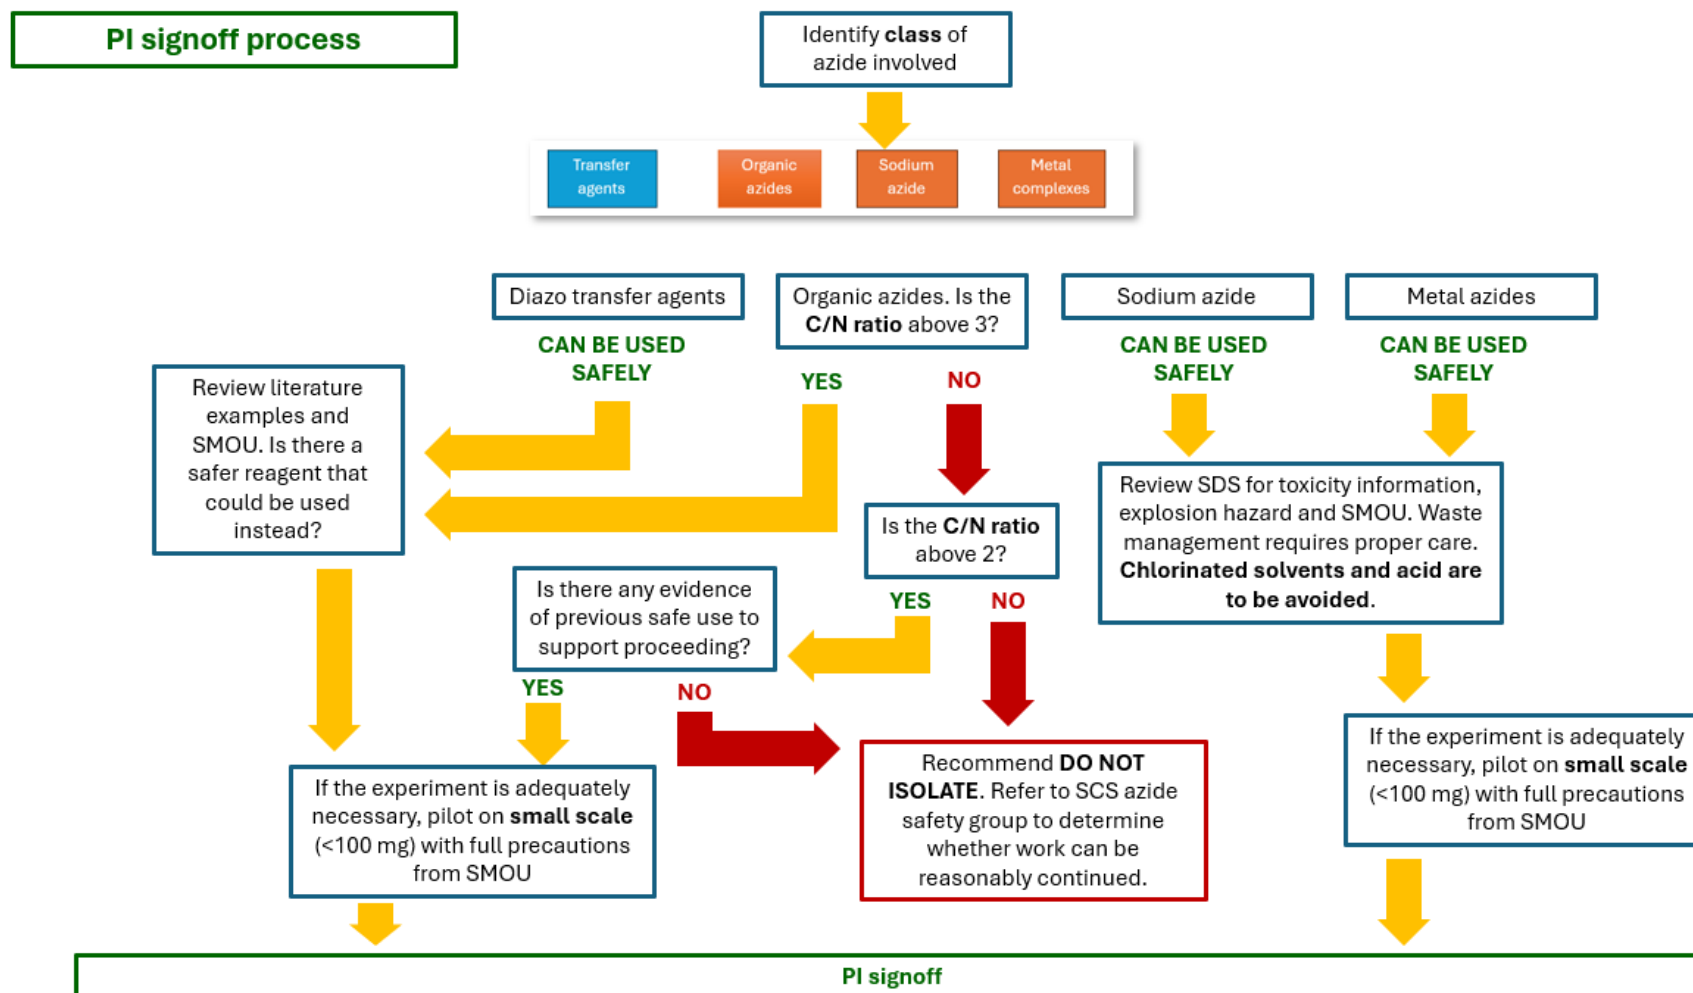 PI signoff process
Identify class of
azide involved
Transfer
agents
Organic
azides
Sodium
azide
Metal
complexes
Diazo transfer agents
CAN BE USED
SAFELY
Organic azides. Is the
C/N ratio above 3?
YES
NO
Sodium azide
CAN BE USED
SAFELY
Metal azides
CAN BE USED
SAFELY
Review literature
examples and
SMOU. Is there a
safer reagent that
could be used
instead?
Is the C/N ratio
above 2?
YES
NO
Review SDS for toxicity information,
explosion hazard and SMOU. Waste
management requires proper care.
Chlorinated solvents and acid are
to be avoided.
Is there any evidence
of previous safe use to
support proceeding?
YES
NO
If the experiment is adequately
necessary, pilot on small scale
(<100 mg) with full precautions
from SMOU
Recommend DO NOT
ISOLATE. Refer to SCS azide
safety group to determine
whether work can be
reasonably continued.
If the experiment is adequately
necessary, pilot on small scale
(<100 mg) with full precautions
from SMOU
PI signoff